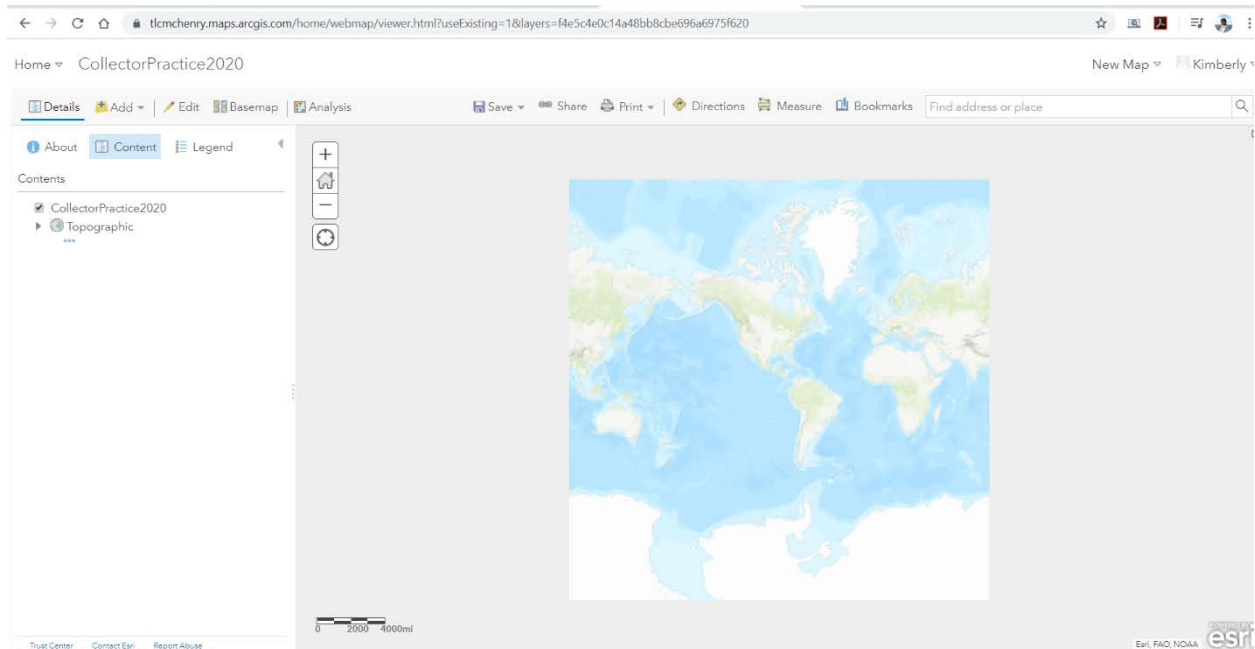 tlcmchenry.maps.arcgis.com/home/webmap/viewer.html?useExisting=1&layers=f4e5c4e0c14a48bb8cbe696a6975f620
Home CollectorPractice2020 New Map Kimberly
Details Add Edit Basemap Analysis Save Share Print Directions Measure Bookmarks Find address or place
About Content Legend
Contents
CollectorPractice2020
Topographic
0 2000 4000mi
Trust Center Contact Esri Report Abuse Esri, FAO, NOAA esri